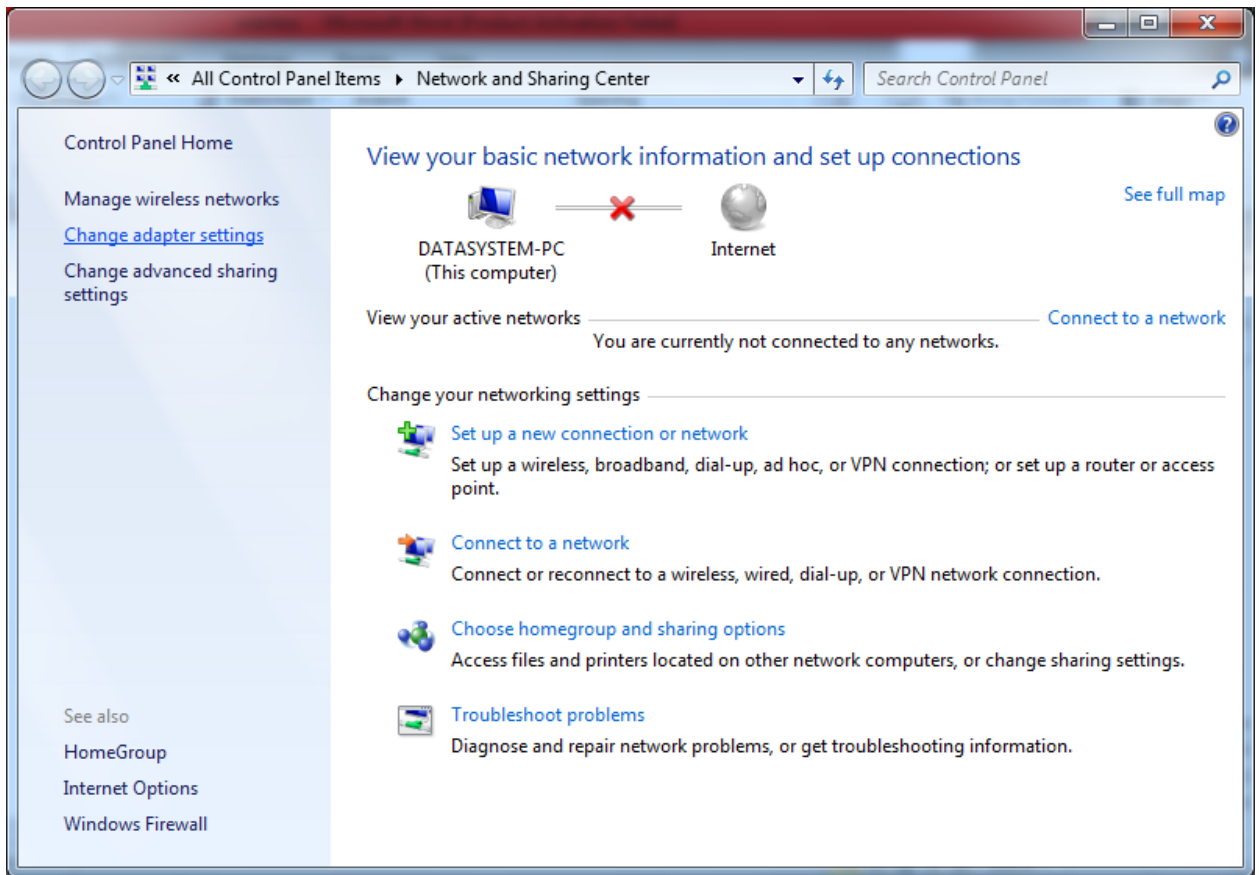 « All Control Panel Items ▸ Network and Sharing Center
Search Control Panel
Control Panel Home
Manage wireless networks
Change adapter settings
Change advanced sharing
settings
See also
HomeGroup
Internet Options
Windows Firewall
View your basic network information and set up connections
See full map
DATASYSTEM-PC
(This computer)
Internet
View your active networks
Connect to a network
You are currently not connected to any networks.
Change your networking settings
Set up a new connection or network
Set up a wireless, broadband, dial-up, ad hoc, or VPN connection; or set up a router or access
point.
Connect to a network
Connect or reconnect to a wireless, wired, dial-up, or VPN network connection.
Choose homegroup and sharing options
Access files and printers located on other network computers, or change sharing settings.
Troubleshoot problems
Diagnose and repair network problems, or get troubleshooting information.